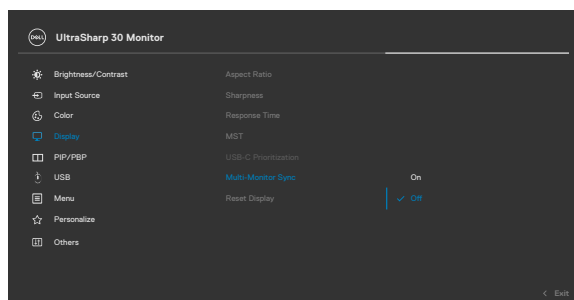 DELL UltraSharp 30 Monitor
Brightness/Contrast Aspect Ratio
Input Source Sharpness
Color Response Time
Display MST
PIP/PBP USB-C Prioritization
USB Multi-Monitor Sync On
Menu Reset Display Off
Personalize
Others
Exit